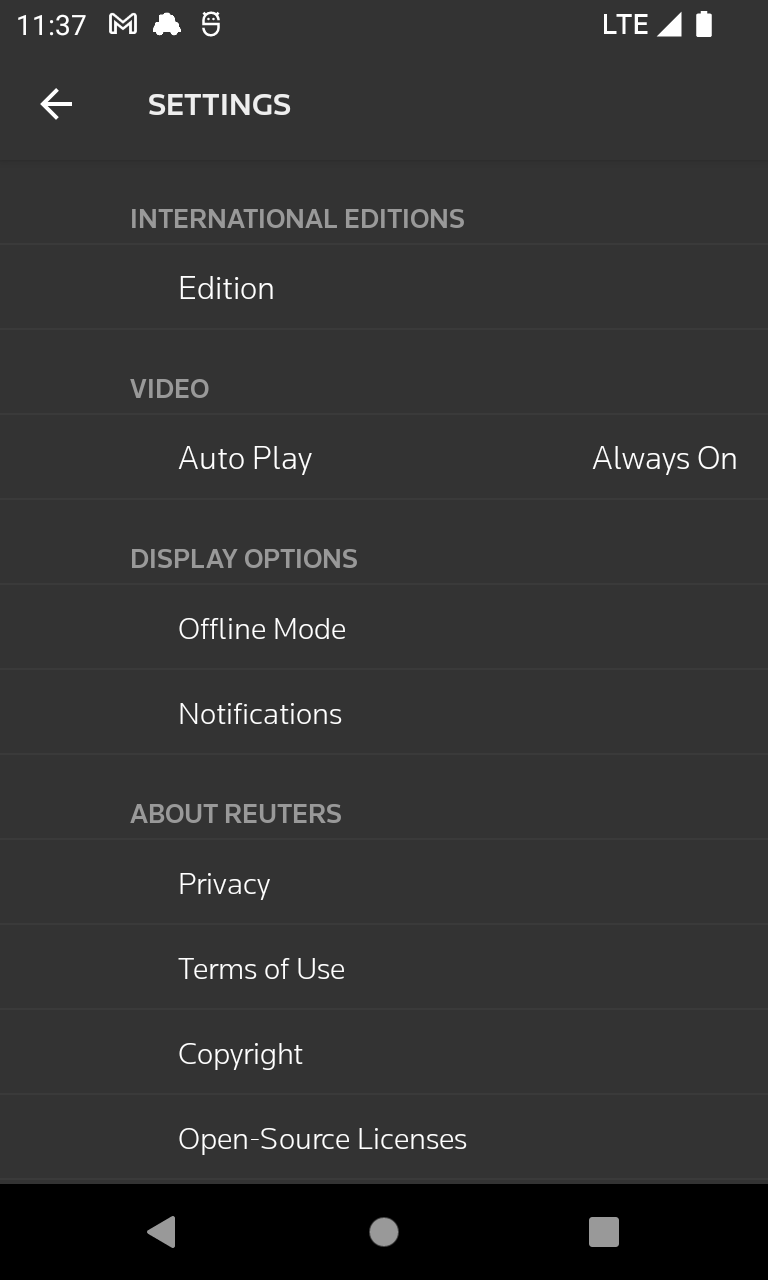 11:37 LTE
SETTINGS
INTERNATIONAL EDITIONS
Edition
VIDEO
Auto Play Always On
DISPLAY OPTIONS
Offline Mode
Notifications
ABOUT REUTERS
Privacy
Terms of Use
Copyright
Open-Source Licenses